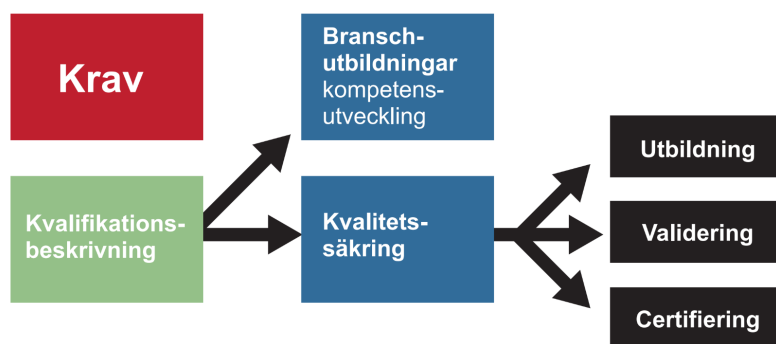 Krav
Bransch-
utbildningar
kompetens-
utveckling
Kvalifikations-
beskrivning
Kvalitets-
säkring
Utbildning
Validering
Certifiering